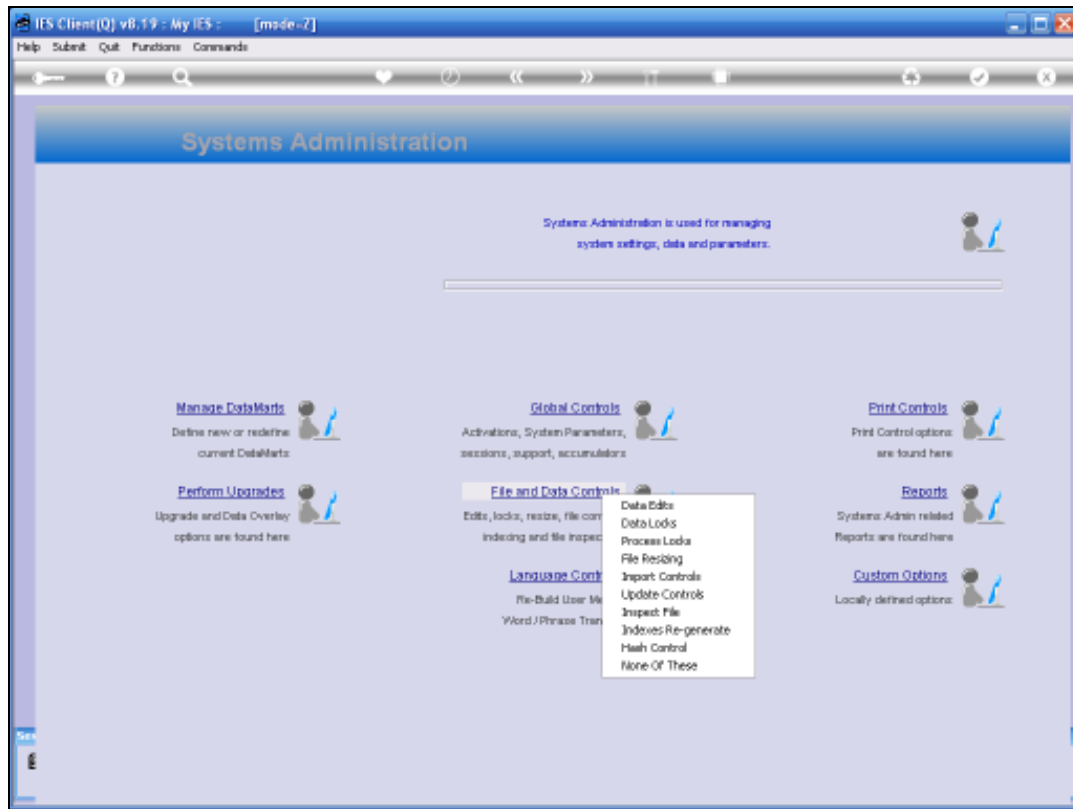 IES Client(Q) v8.19 : My IES : [mode=Z]
Help Submit Quit Functions Commands
Systems Administration
Systems Administration is used for managing
system settings, data and parameters.
Manage DataMarts
Define new or redefine
current DataMarts
Global Controls
Activations, System Parameters,
sessions, support, accumulators
Print Controls
Print Control options
are found here
Perform Upgrades
Upgrade and Data Overlay
options are found here
File and Data Controls
Edits, locks, resize, file
indexing and file
Reports
Systems Admin related
Reports are found here
Language
Re-Build User
Word / Phrase
Custom Options
Locally defined options
Data Edits
Data Locks
Process Locks
File Resizing
Import Controls
Update Controls
Inspect File
Indexes Re-generate
Hash Control
None Of These